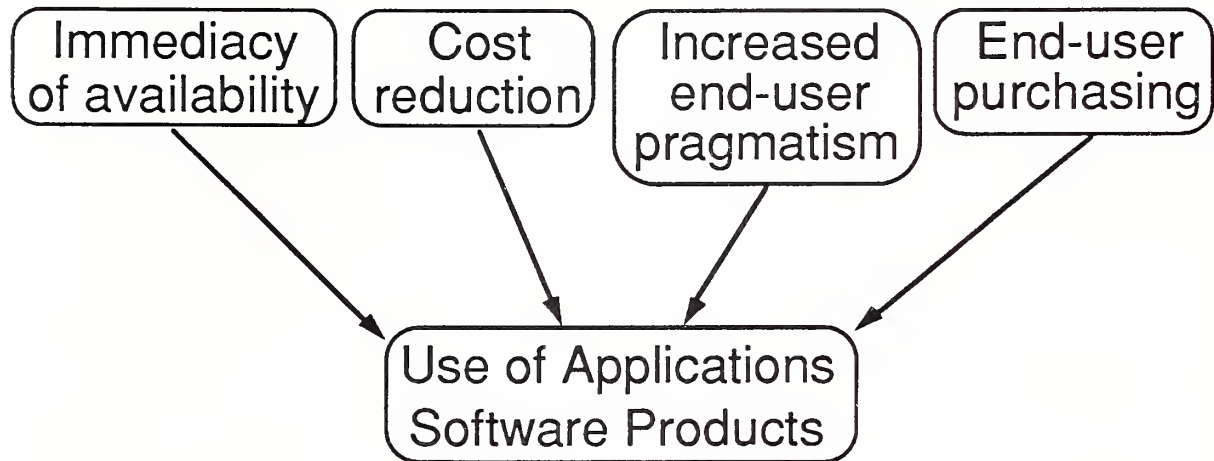 Immediacy
of availability
Cost
reduction
Increased
end-user
pragmatism
End-user
purchasing
Use of Applications
Software Products